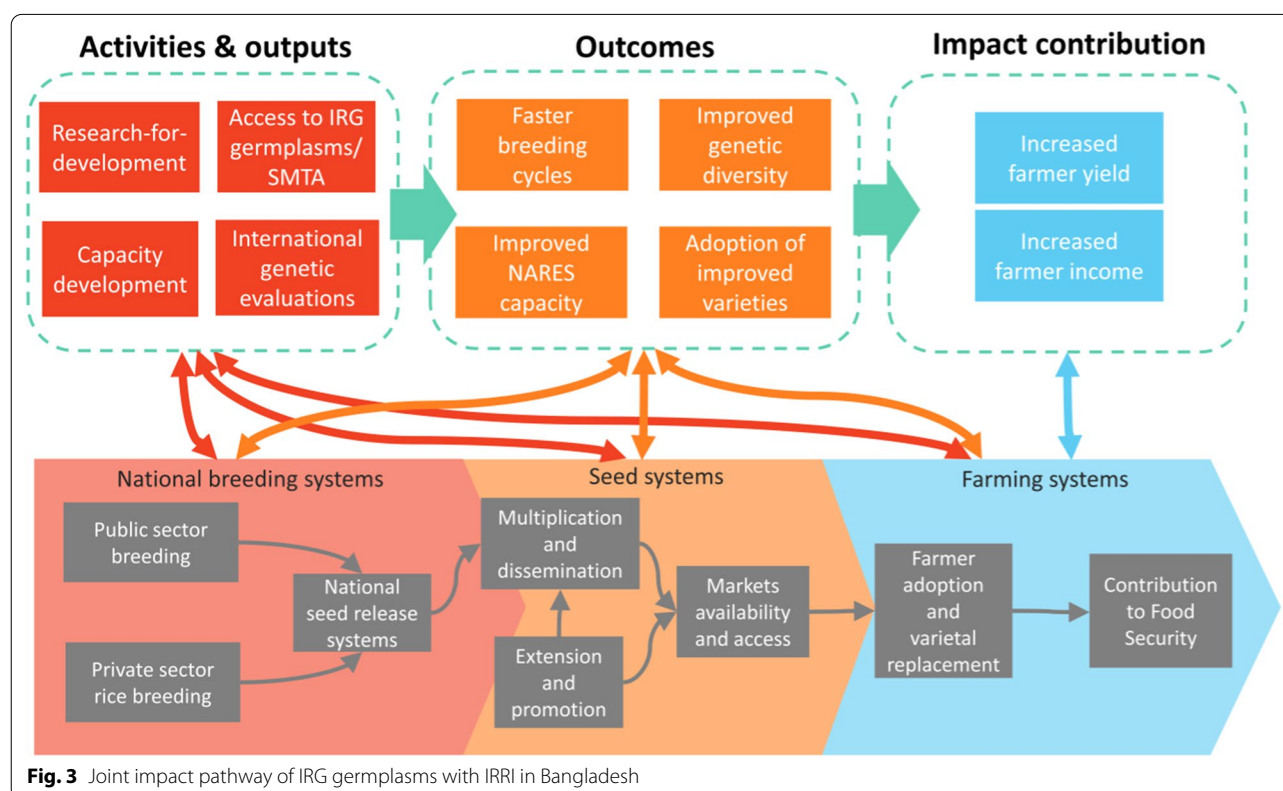 Activities & outputs
Outcomes
Impact contribution
Research-for-
development
Access to IRG
germplasms/
SMTA
Capacity
development
International
genetic
evaluations
Faster
breeding
cycles
Improved
genetic
diversity
Improved
NARES
capacity
Adoption of
improved
varieties
Increased
farmer yield
Increased
farmer income
National breeding systems
Seed systems
Farming systems
Public sector
breeding
Private sector
rice breeding
National
seed release
systems
Multiplication
and
dissemination
Extension
and
promotion
Markets
availability
and access
Farmer
adoption
and
varietal
replacement
Contribution
to Food
Security
Fig. 3 Joint impact pathway of IRG germplasms with IRRI in Bangladesh